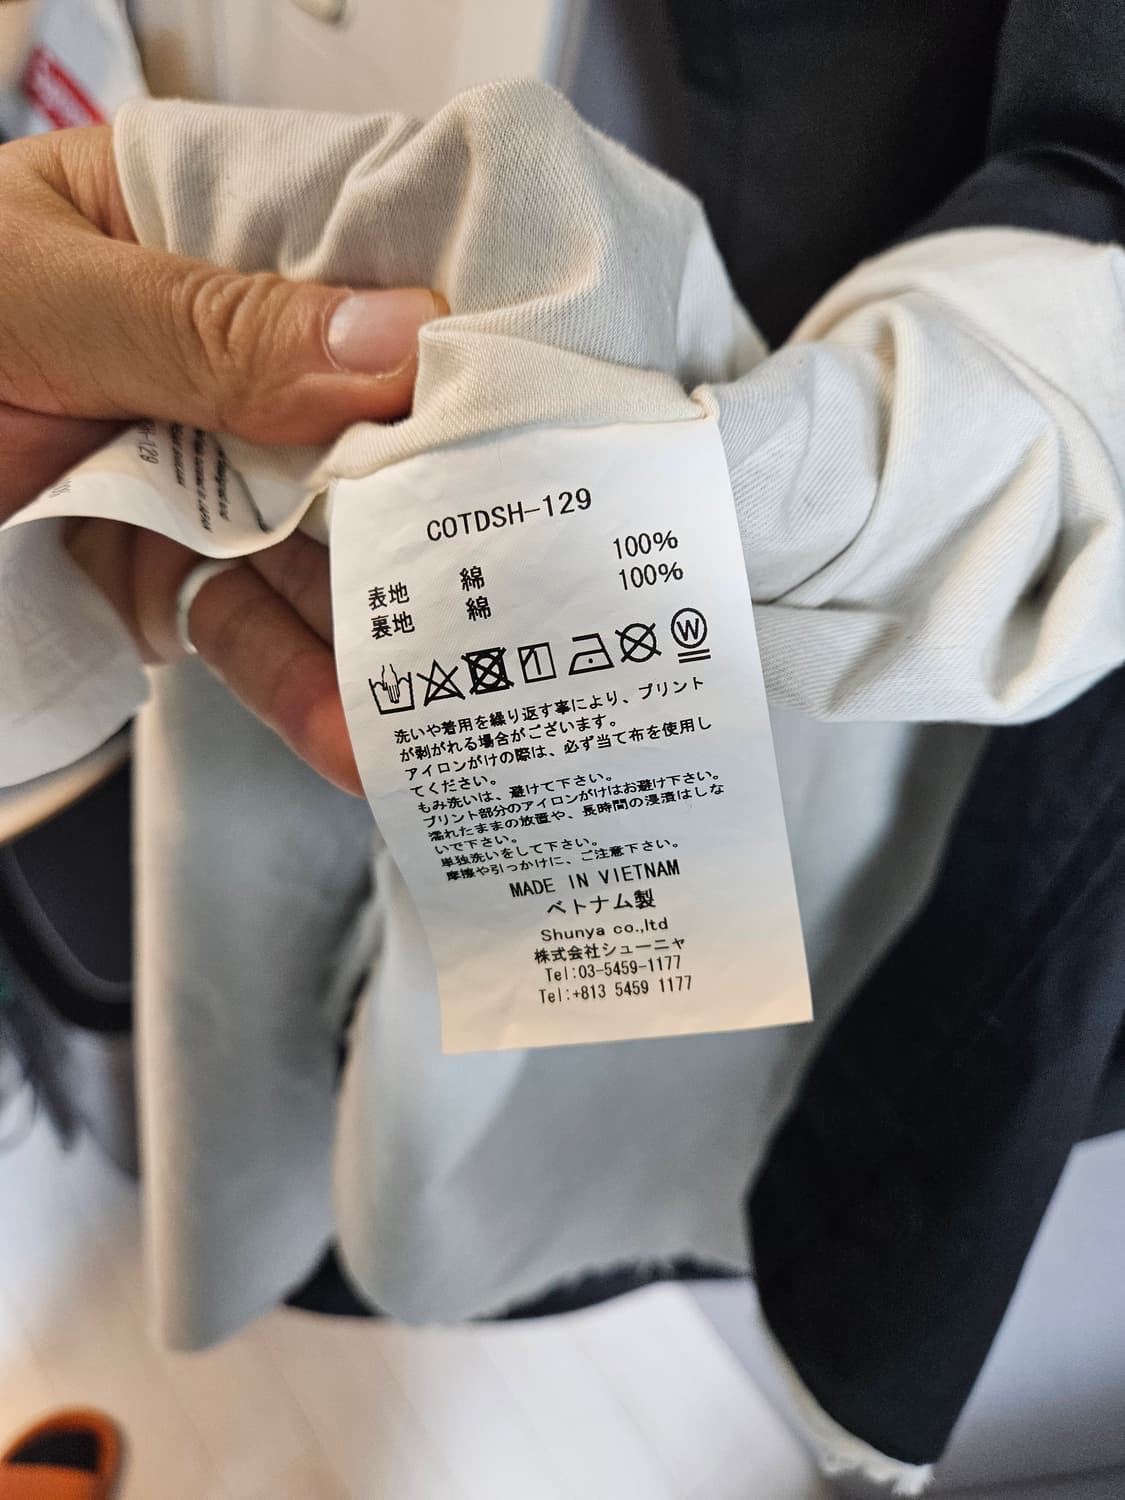 COTDSH-129
表地 綿 100%
裏地 綿 100%
W
洗いや着用を繰り返す事により、プリント
が剥がれる場合がございます。
アイロンがけの際は、必ず当て布を使用し
てください。
もみ洗いは、避けて下さい。
プリント部分のアイロンがけはお避け下さい。
濡れたままの放置や、長時間の浸漬はしな
いで下さい。
単独洗いをして下さい。
摩擦や引っかけに、ご注意下さい。
MADE IN VIETNAM
ベトナム製
Shunya co.,ltd
株式会社シューニャ
Tel:03-5459-1177
Tel:+813 5459 1177